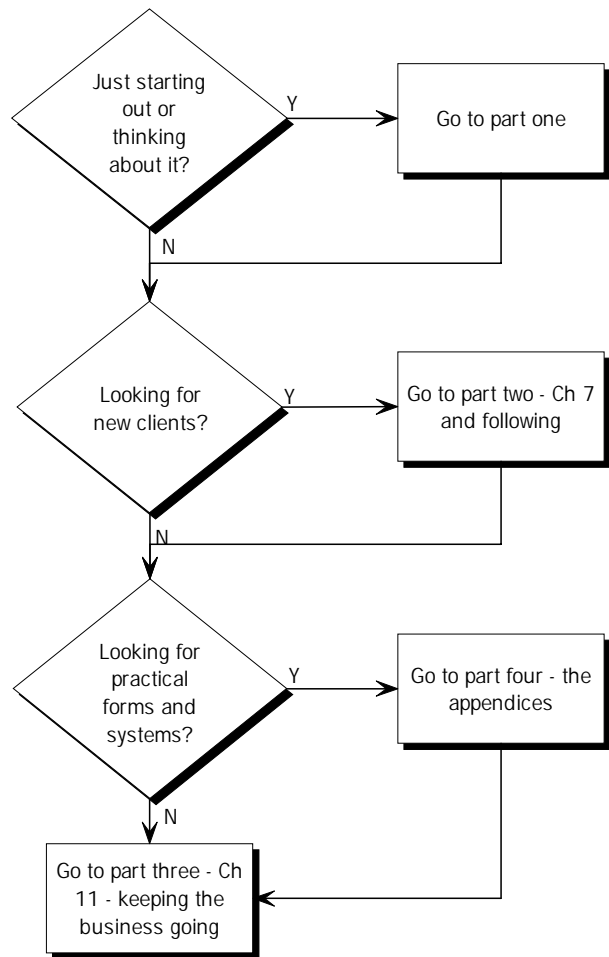 Just starting
out or
thinking
about it?
Y
Go to part one
N
Looking for
new clients?
Y
Go to part two - Ch 7
and following
N
Looking for
practical
forms and
systems?
Y
Go to part four - the
appendices
N
Go to part three - Ch
11 - keeping the
business going